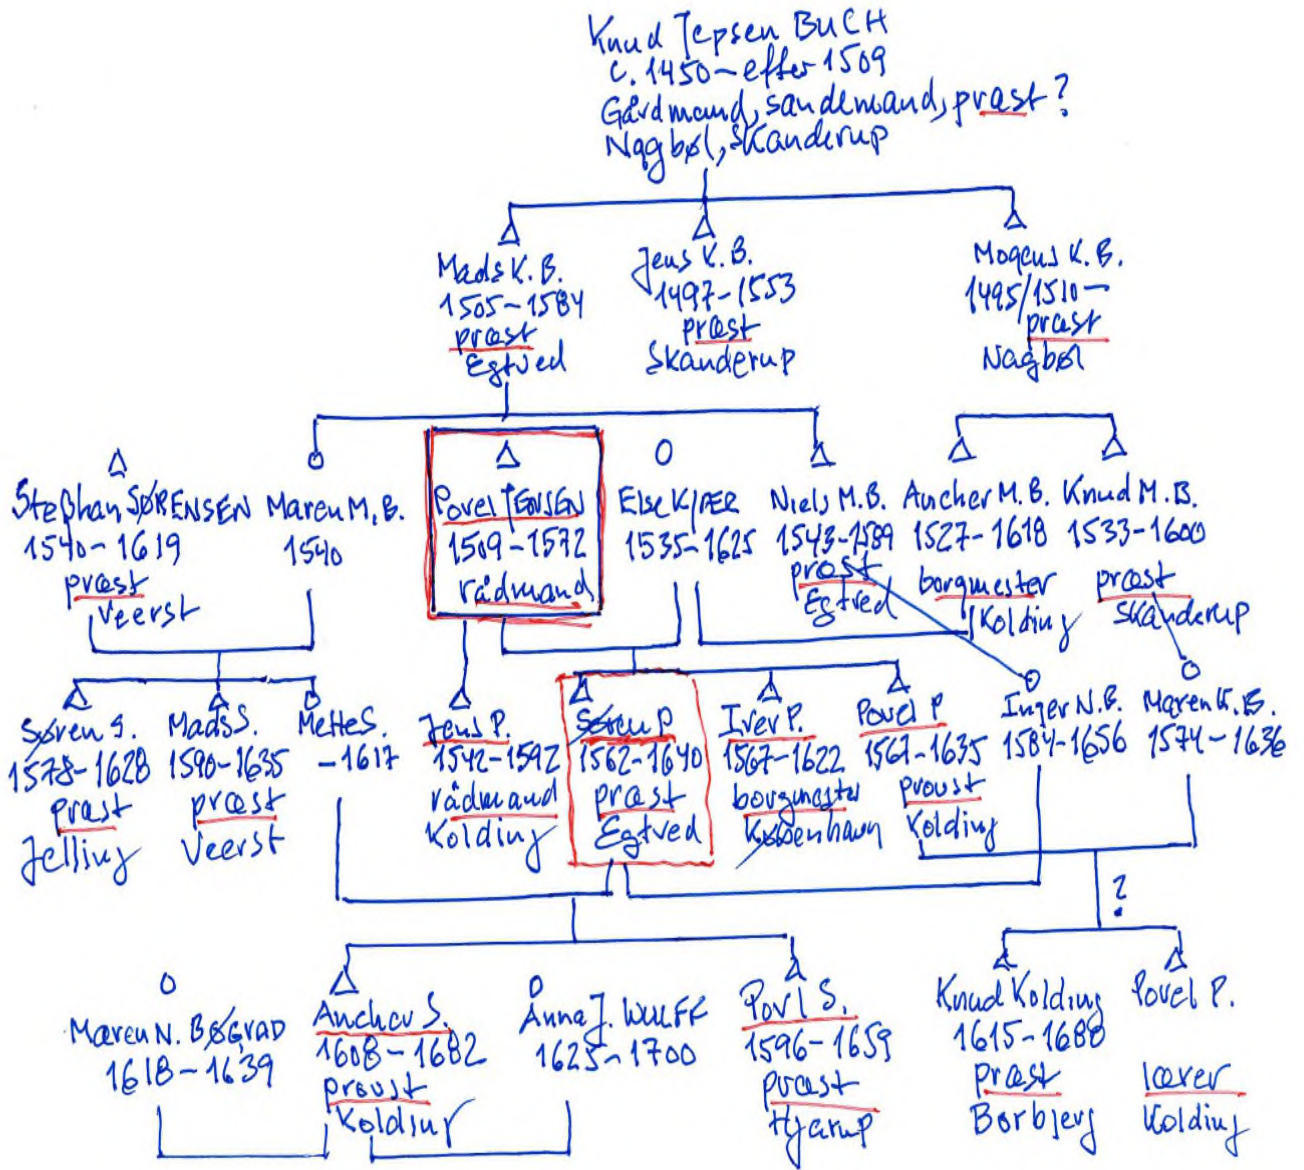 Knud Jepsen BUCH
c. 1450 - efter 1509
Gårdmand, sandemand, præst?
Nagbøl, Skanderup
Mads K. B.
1505 - 1584
præst
Egtved
Jens K. B.
1497 - 1553
præst
Skanderup
Mogens K. B.
1495/1510 -
præst
Nagbøl
Stephan SØRENSEN
1540 - 1619
præst
Veerst
Maren M. B.
1540
Povel JENSEN
1509 - 1572
rådmand
Else KIPER
1535 - 1625
Niels M. B.
1543 - 1589
præst
Egtved
Ancher M. B.
1527 - 1618
borgmester
Kolding
Knud M. B.
1533 - 1600
præst
Skanderup
Søren S.
1578 - 1628
præst
Jelling
Mads S.
1590 - 1635
præst
Veerst
Mette S.
- 1617
Jens P.
1542 - 1592
rådmand
Kolding
Søren P
1562 - 1640
præst
Egtved
Iver P.
1567 - 1622
borgmester
København
Povel P
1561 - 1635
provst
Kolding
Inger N. B.
1584 - 1656
Maren K. B.
1574 - 1636
?
Maren N. BØGVAD
1618 - 1639
Ancher S.
1608 - 1682
provst
Kolding
Anna J. WULFF
1625 - 1700
Povl S.
1596 - 1659
præst
Hjarup
Knud Kolding
1615 - 1688
præst
Borbjerg
Povel P.
lærer
Kolding